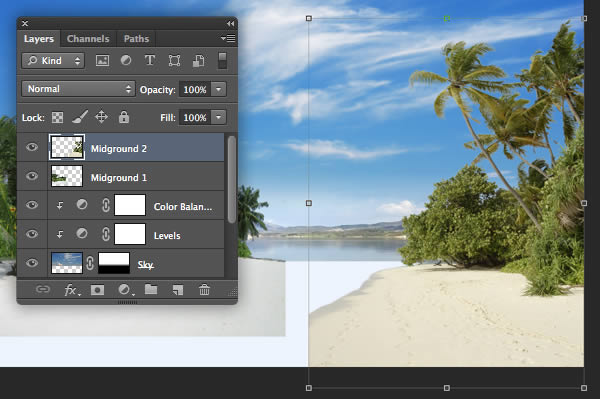 Layers Channels Paths
Kind
Normal Opacity: 100%
Lock: Fill: 100%
Midground 2
Midground 1
Color Balan...
Levels
Sky
fx